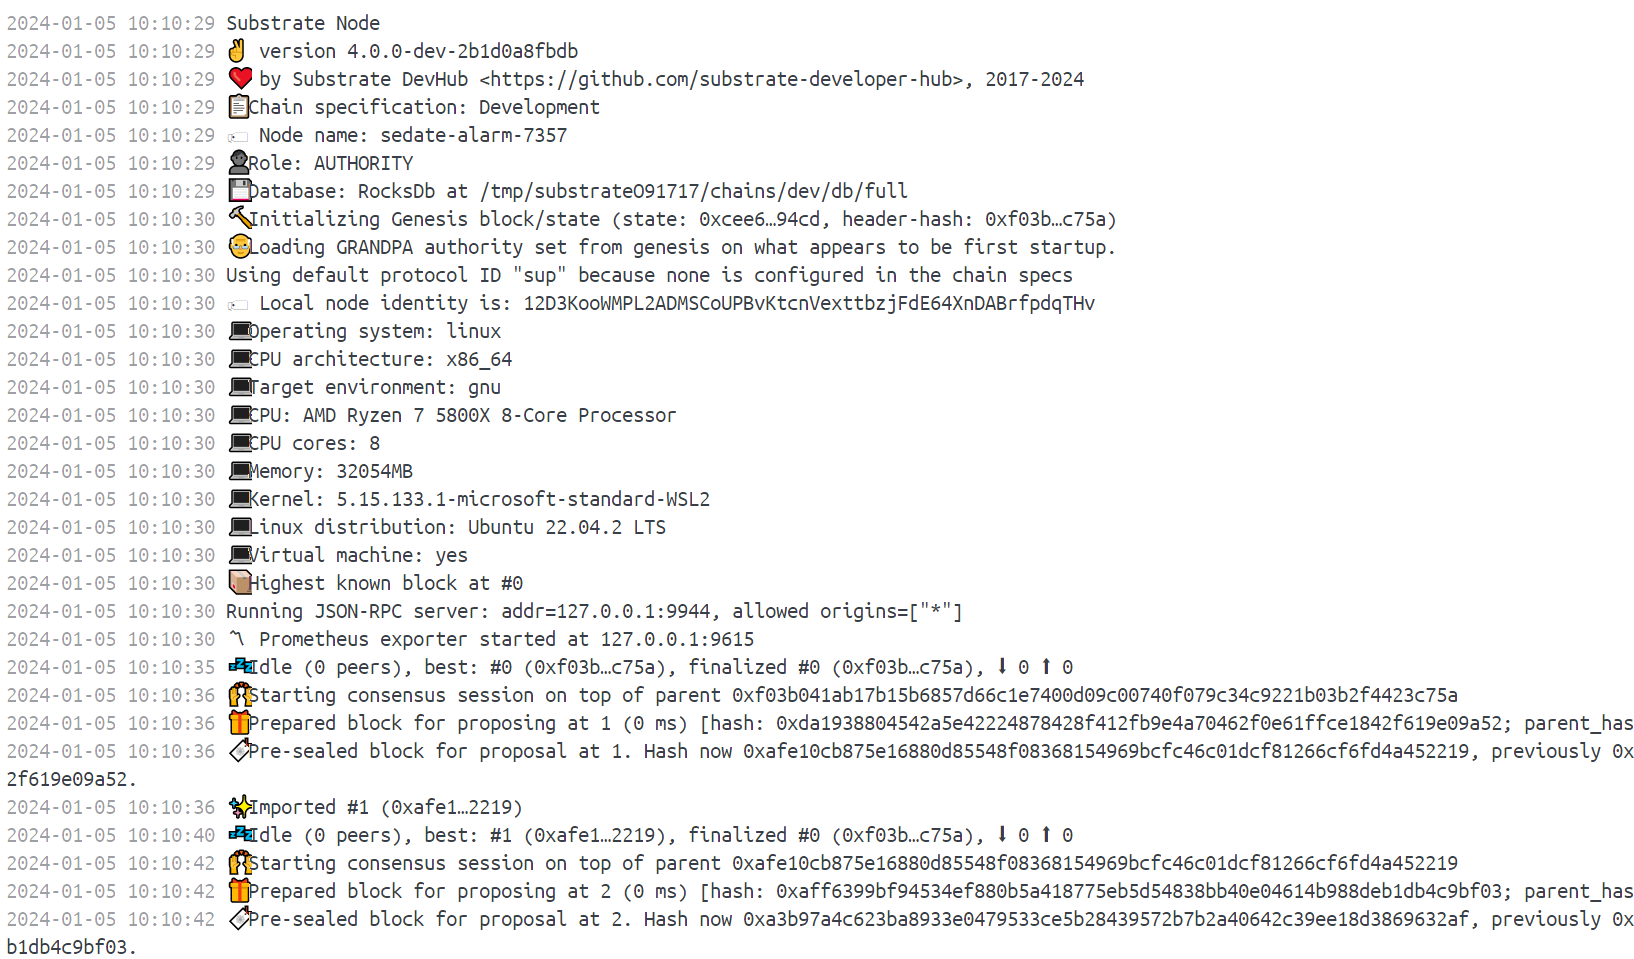 2024-01-05 10:10:29 Substrate Node
2024-01-05 10:10:29 ✌️ version 4.0.0-dev-2b1d0a8fbdb
2024-01-05 10:10:29 ❤️ by Substrate DevHub <https://github.com/substrate-developer-hub>, 2017-2024
2024-01-05 10:10:29 📋 Chain specification: Development
2024-01-05 10:10:29 🏷 Node name: sedate-alarm-7357
2024-01-05 10:10:29 👤 Role: AUTHORITY
2024-01-05 10:10:29 💾 Database: RocksDb at /tmp/substrateO91717/chains/dev/db/full
2024-01-05 10:10:30 🔨 Initializing Genesis block/state (state: 0xcee6…94cd, header-hash: 0xf03b…c75a)
2024-01-05 10:10:30 👴 Loading GRANDPA authority set from genesis on what appears to be first startup.
2024-01-05 10:10:30 Using default protocol ID "sup" because none is configured in the chain specs
2024-01-05 10:10:30 🏷 Local node identity is: 12D3KooWMPL2ADMSCoUPBvKtcnVexttbzjFdE64XnDABrfpdqTHv
2024-01-05 10:10:30 💻 Operating system: linux
2024-01-05 10:10:30 💻 CPU architecture: x86_64
2024-01-05 10:10:30 💻 Target environment: gnu
2024-01-05 10:10:30 💻 CPU: AMD Ryzen 7 5800X 8-Core Processor
2024-01-05 10:10:30 💻 CPU cores: 8
2024-01-05 10:10:30 💻 Memory: 32054MB
2024-01-05 10:10:30 💻 Kernel: 5.15.133.1-microsoft-standard-WSL2
2024-01-05 10:10:30 💻 Linux distribution: Ubuntu 22.04.2 LTS
2024-01-05 10:10:30 💻 Virtual machine: yes
2024-01-05 10:10:30 📦 Highest known block at #0
2024-01-05 10:10:30 Running JSON-RPC server: addr=127.0.0.1:9944, allowed origins=["*"]
2024-01-05 10:10:30 〽️ Prometheus exporter started at 127.0.0.1:9615
2024-01-05 10:10:35 💤 Idle (0 peers), best: #0 (0xf03b…c75a), finalized #0 (0xf03b…c75a), ⬇ 0 ⬆ 0
2024-01-05 10:10:36 🙌 Starting consensus session on top of parent 0xf03b041ab17b15b6857d66c1e7400d09c00740f079c34c9221b03b2f4423c75a
2024-01-05 10:10:36 🎁 Prepared block for proposing at 1 (0 ms) [hash: 0xda1938804542a5e42224878428f412fb9e4a70462f0e61ffce1842f619e09a52; parent_has
2024-01-05 10:10:36 🔖 Pre-sealed block for proposal at 1. Hash now 0xafe10cb875e16880d85548f08368154969bcfc46c01dcf81266cf6fd4a452219, previously 0x
2f619e09a52.
2024-01-05 10:10:36 ✨ Imported #1 (0xafe1…2219)
2024-01-05 10:10:40 💤 Idle (0 peers), best: #1 (0xafe1…2219), finalized #0 (0xf03b…c75a), ⬇ 0 ⬆ 0
2024-01-05 10:10:42 🙌 Starting consensus session on top of parent 0xafe10cb875e16880d85548f08368154969bcfc46c01dcf81266cf6fd4a452219
2024-01-05 10:10:42 🎁 Prepared block for proposing at 2 (0 ms) [hash: 0xaff6399bf94534ef880b5a418775eb5d54838bb40e04614b988deb1db4c9bf03; parent_has
2024-01-05 10:10:42 🔖 Pre-sealed block for proposal at 2. Hash now 0xa3b97a4c623ba8933e0479533ce5b28439572b7b2a40642c39ee18d3869632af, previously 0x
b1db4c9bf03.